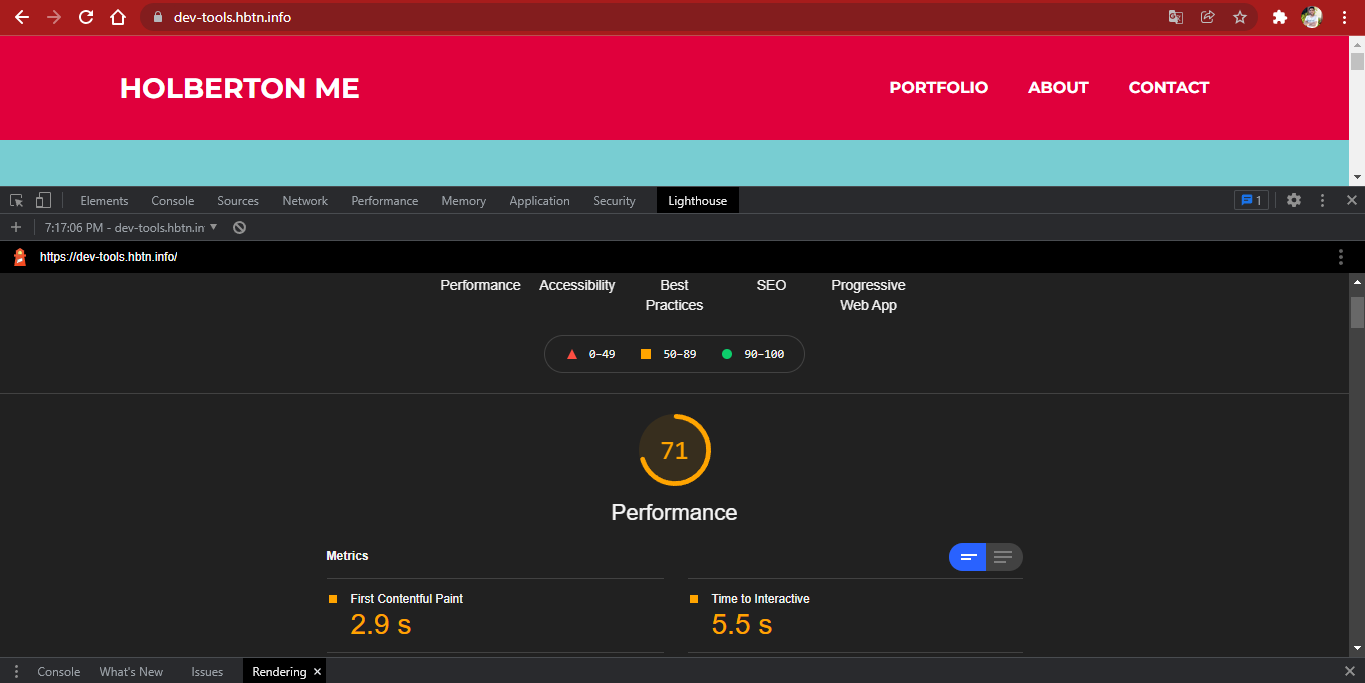 dev-tools.hbtn.info
HOLBERTON ME
PORTFOLIO ABOUT CONTACT
Elements Console Sources Network Performance Memory Application Security Lighthouse 1
7:17:06 PM - dev-tools.hbtn.in
https://dev-tools.hbtn.info/
Performance Accessibility Best Practices SEO Progressive Web App
0–49 50–89 90–100
71
Performance
Metrics
First Contentful Paint
2.9 s
Time to Interactive
5.5 s
Console What's New Issues Rendering